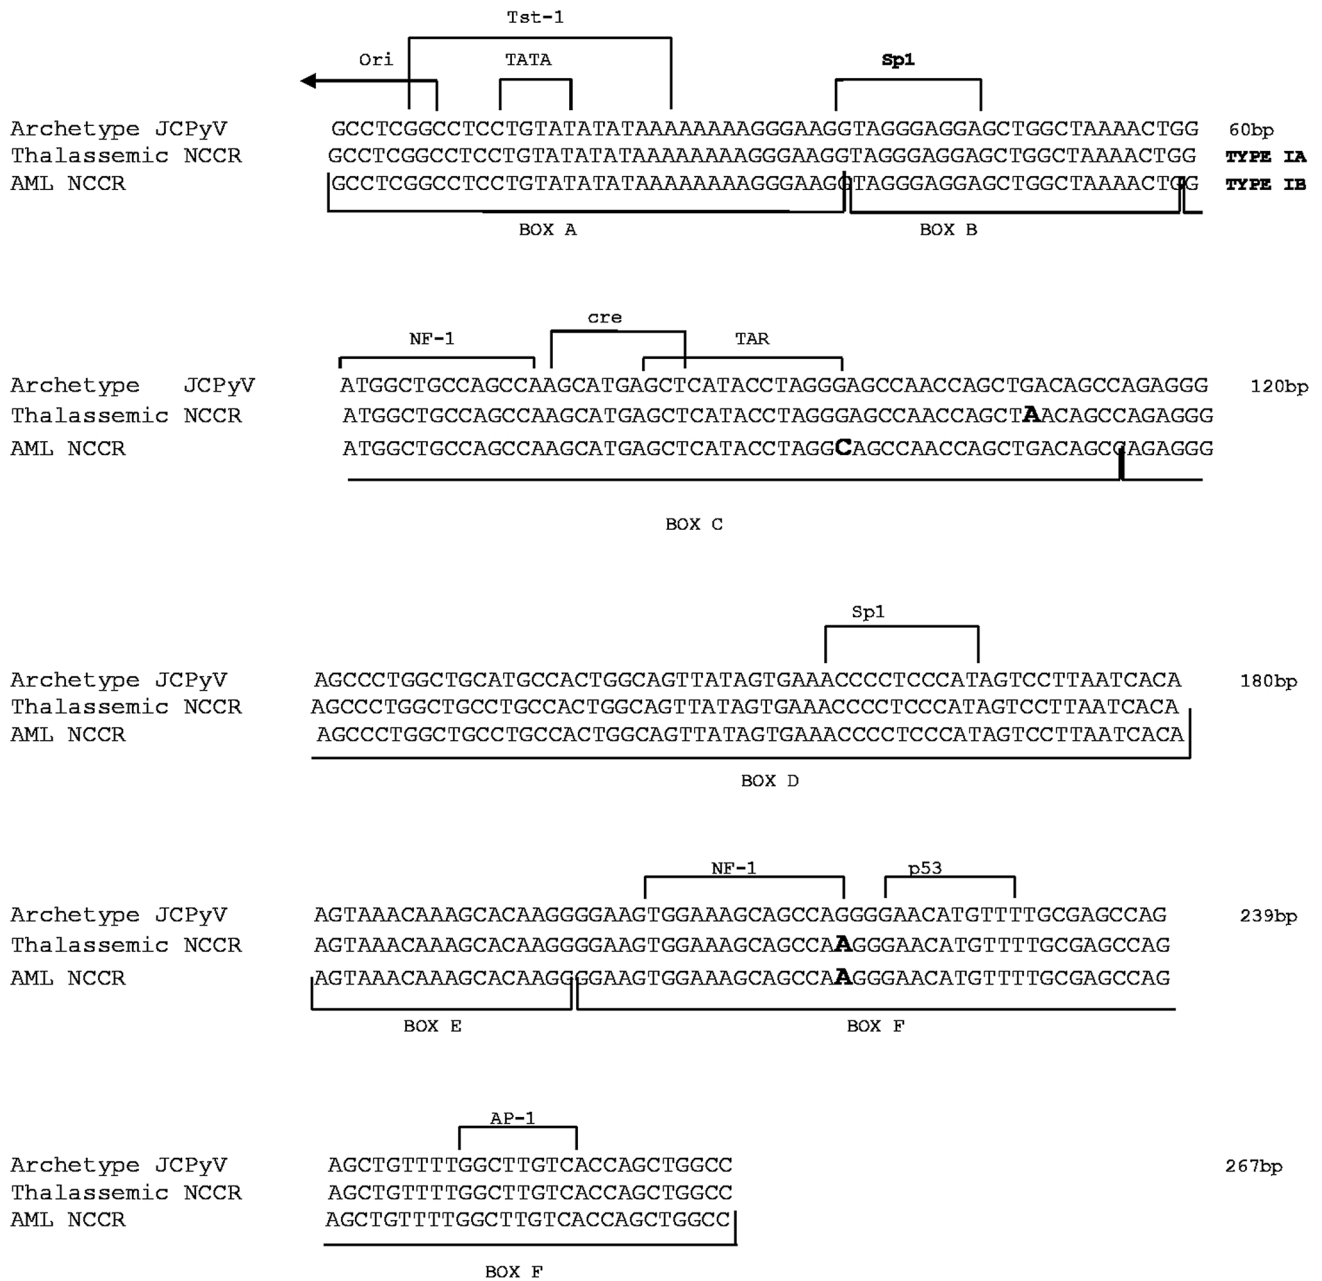 Tst-1
Ori TATA Sp1
Archetype JCPyV GCCTCGGCCTCCTGTATATATAAAAAAAAGGGAAGGTAGGGAGGAGCTGGCTAAAACTGG 60bp
Thalassemic NCCR GCCTCGGCCTCCTGTATATATAAAAAAAAGGGAAGGTAGGGAGGAGCTGGCTAAAACTGG TYPE IA
AML NCCR GCCTCGGCCTCCTGTATATATAAAAAAAAGGGAAGGTAGGGAGGAGCTGGCTAAAACTGG TYPE IB
BOX A BOX B
cre
NF-1 TAR
Archetype JCPyV ATGGCTGCCAGCCAAGCATGAGCTCATACCTAGGGAGCCAACCAGCTGACAGCCAGAGGG 120bp
Thalassemic NCCR ATGGCTGCCAGCCAAGCATGAGCTCATACCTAGGGAGCCAACCAGCTAACAGCCAGAGGG
AML NCCR ATGGCTGCCAGCCAAGCATGAGCTCATACCTAGGCAGCCAACCAGCTGACAGCCAGAGGG
BOX C
Sp1
Archetype JCPyV AGCCCTGGCTGCATGCCACTGGCAGTTATAGTGAAACCCCTCCCATAGTCCTTAATCACA 180bp
Thalassemic NCCR AGCCCTGGCTGCCTGCCACTGGCAGTTATAGTGAAACCCCTCCCATAGTCCTTAATCACA
AML NCCR AGCCCTGGCTGCCTGCCACTGGCAGTTATAGTGAAACCCCTCCCATAGTCCTTAATCACA
BOX D
NF-1 p53
Archetype JCPyV AGTAAACAAAGCACAAGGGGAAGTGGAAAGCAGCCAGGGGAACATGTTTTGCGAGCCAG 239bp
Thalassemic NCCR AGTAAACAAAGCACAAGGGGAAGTGGAAAGCAGCCAAGGGAACATGTTTTGCGAGCCAG
AML NCCR AGTAAACAAAGCACAAGGGGAAGTGGAAAGCAGCCAAGGGAACATGTTTTGCGAGCCAG
BOX E BOX F
AP-1
Archetype JCPyV AGCTGTTTTGGCTTGTCACCAGCTGGCC 267bp
Thalassemic NCCR AGCTGTTTTGGCTTGTCACCAGCTGGCC
AML NCCR AGCTGTTTTGGCTTGTCACCAGCTGGCC
BOX F